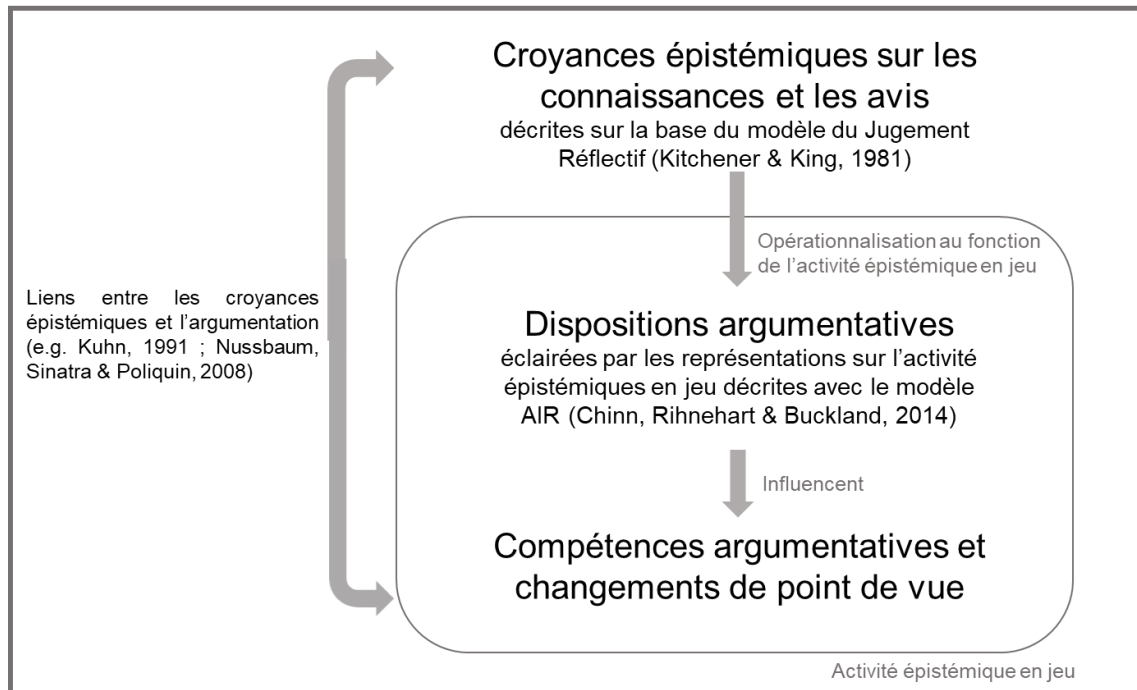 Croyances épistémiques sur les
connaissances et les avis
décrites sur la base du modèle du Jugement
Réflectif (Kitchener & King, 1981)
Opérationnalisation au fonction
de l'activité épistémique en jeu
Liens entre les croyances
épistémiques et l'argumentation
(e.g. Kuhn, 1991 ; Nussbaum,
Sinatra & Poliquin, 2008)
Dispositions argumentatives
éclairées par les représentations sur l'activité
épistémiques en jeu décrites avec le modèle
AIR (Chinn, Rihnehart & Buckland, 2014)
Influencent
Compétences argumentatives et
changements de point de vue
Activité épistémique en jeu